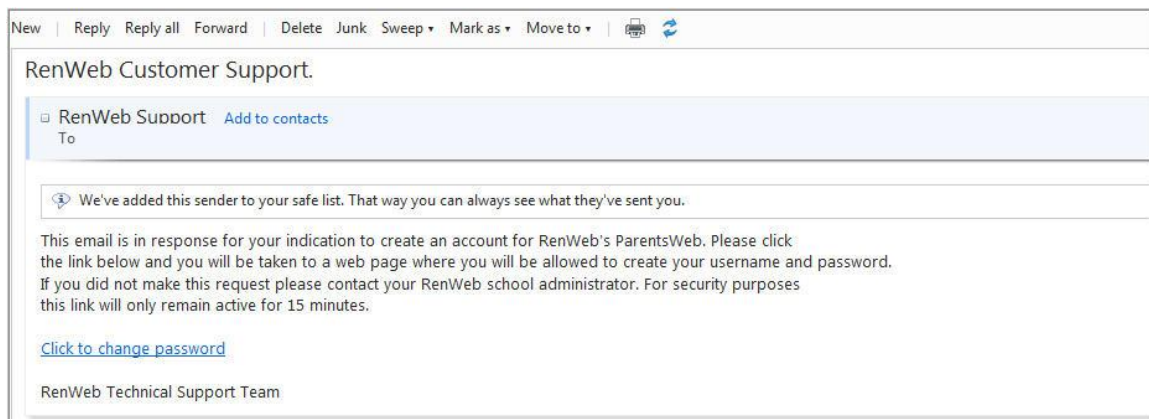 New | Reply Reply all Forward | Delete Junk Sweep ▾ Mark as ▾ Move to ▾ |
RenWeb Customer Support.
RenWeb Support Add to contacts
To
We've added this sender to your safe list. That way you can always see what they've sent you.
This email is in response for your indication to create an account for RenWeb's ParentsWeb. Please click
the link below and you will be taken to a web page where you will be allowed to create your username and password.
If you did not make this request please contact your RenWeb school administrator. For security purposes
this link will only remain active for 15 minutes.
Click to change password
RenWeb Technical Support Team